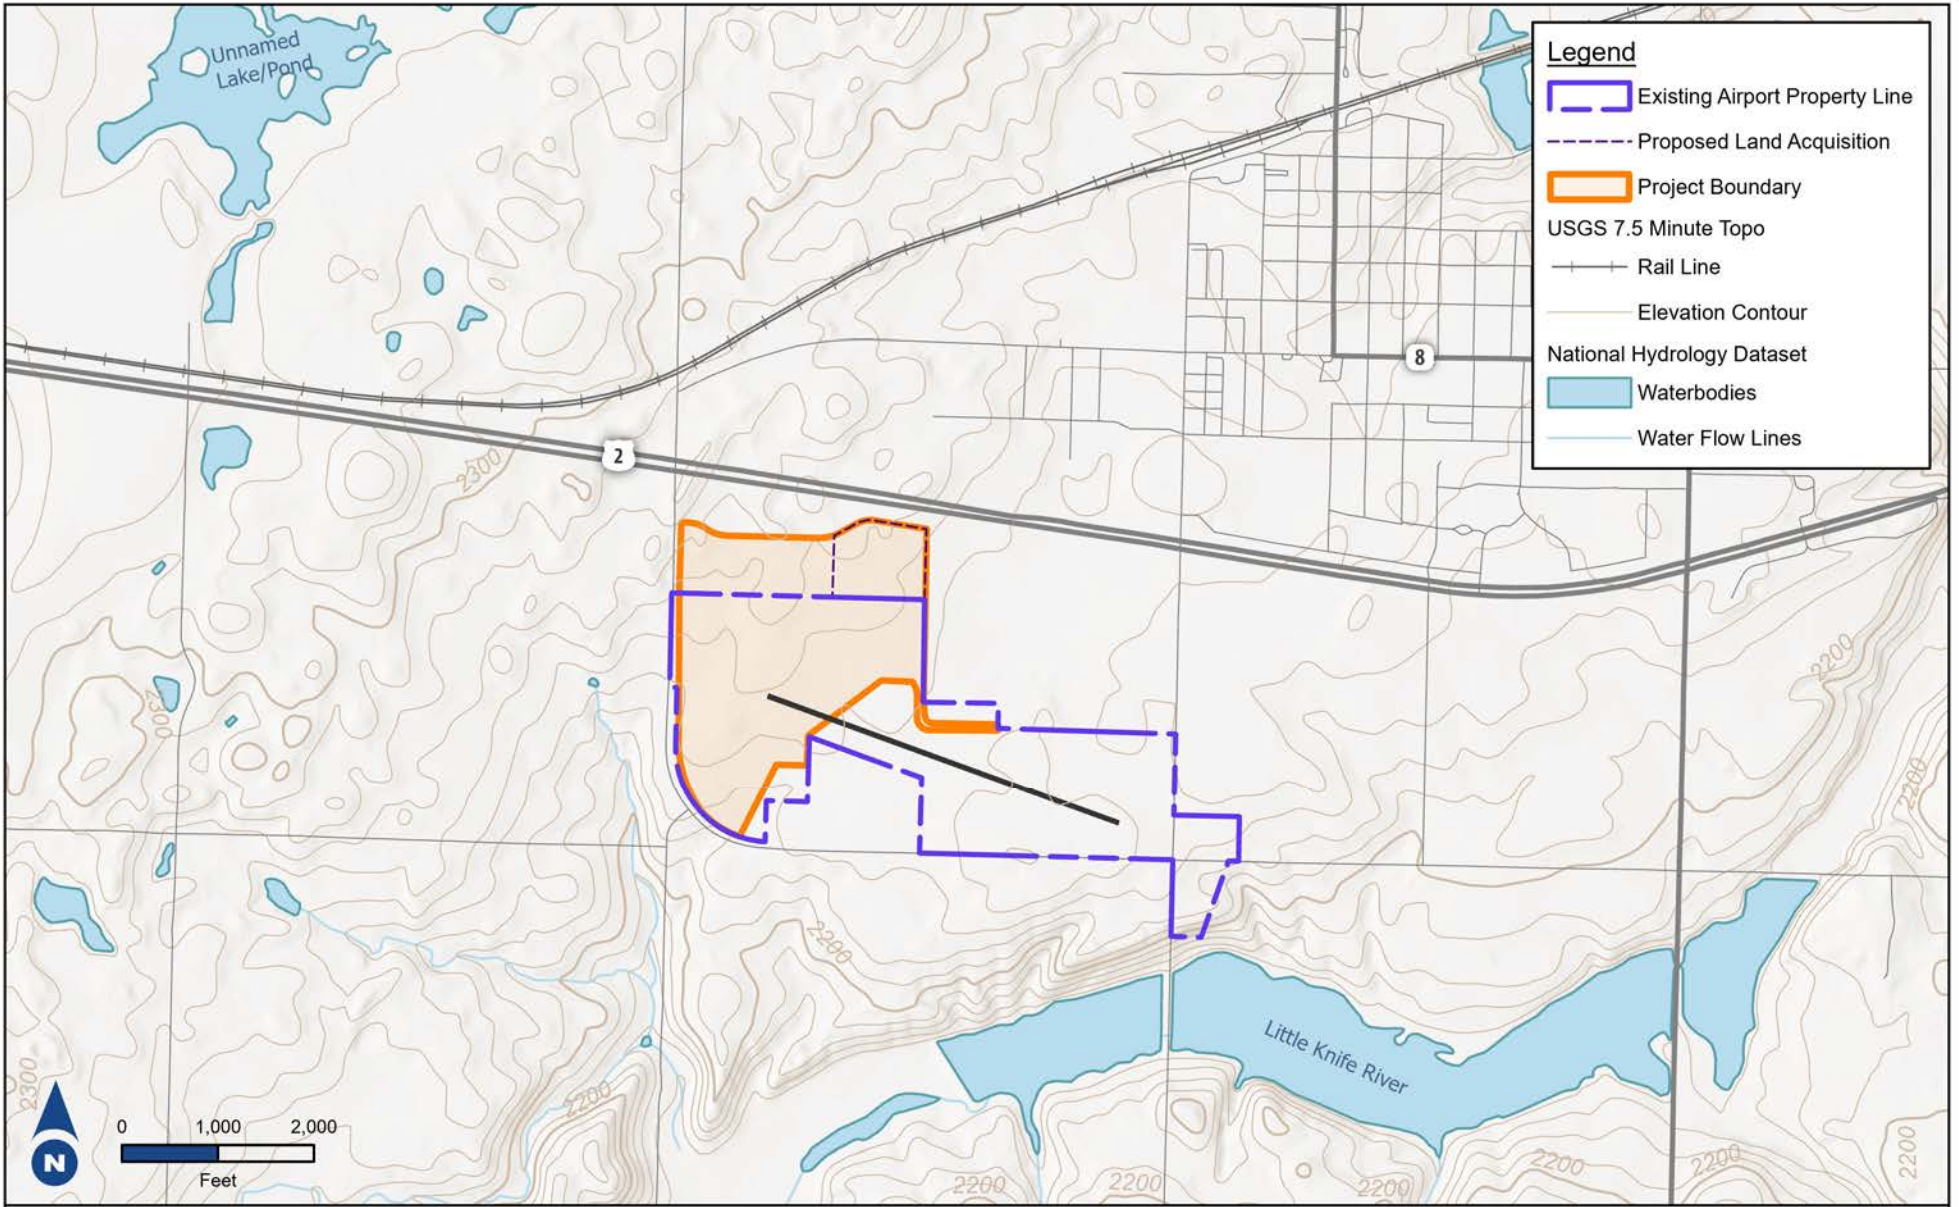 Unnamed
Lake/Pond
Legend
Existing Airport Property Line
Proposed Land Acquisition
Project Boundary
USGS 7.5 Minute Topo
Rail Line
Elevation Contour
National Hydrology Dataset
Waterbodies
Water Flow Lines
8
2
2300
2300
2200
2200
2200
2300
2200
Little Knife River
0 1,000 2,000
Feet
N
2200
2200
2200
2200
2200
2200